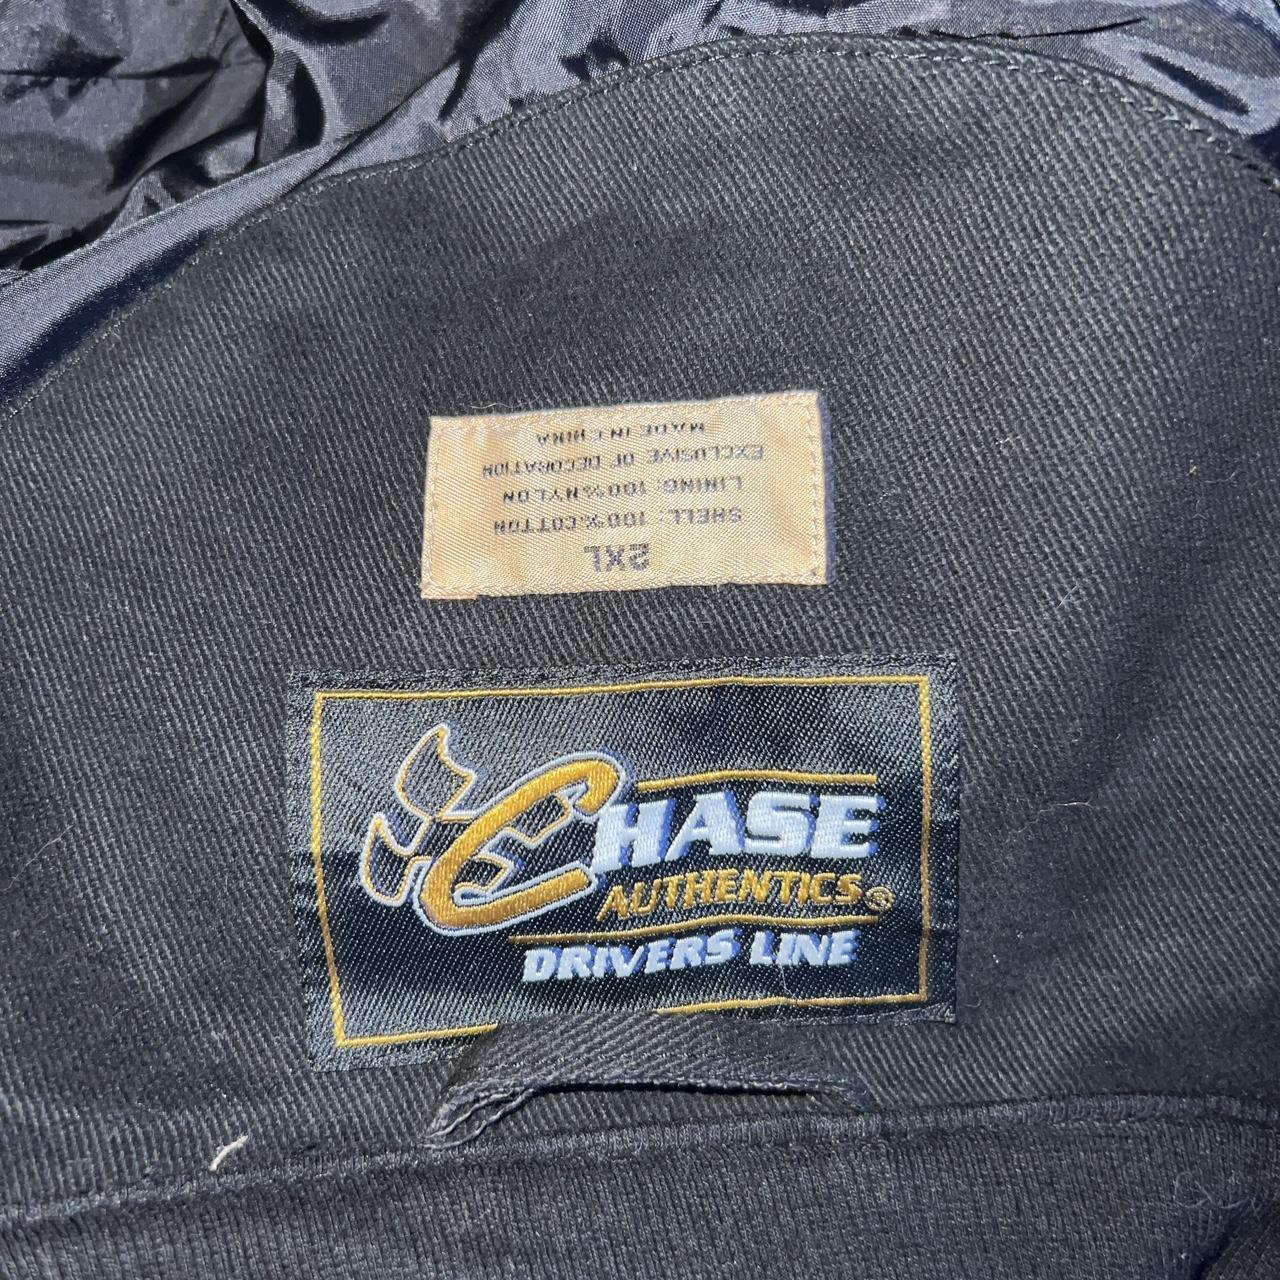 2XL
SHELL: 100% COTTON
LINING: 100% NYLON
EXCLUSIVE OF DECORATION
MADE IN CHINA
CHASE
AUTHENTICS®
DRIVERS LINE